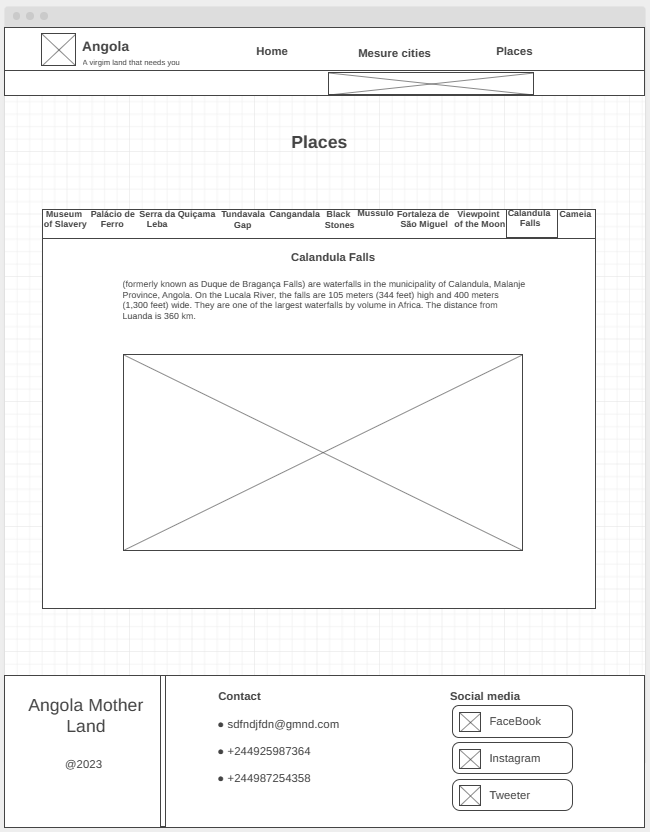 Angola
A virgim land that needs you
Home
Mesure cities
Places
Places
Museum of Slavery
Palácio de Ferro
Serra da Leba
Quiçama
Tundavala Gap
Cangandala
Black Stones
Mussulo
Fortaleza de São Miguel
Viewpoint of the Moon
Calandula Falls
Cameia
Calandula Falls
(formerly known as Duque de Bragança Falls) are waterfalls in the municipality of Calandula, Malanje
Province, Angola. On the Lucala River, the falls are 105 meters (344 feet) high and 400 meters
(1,300 feet) wide. They are one of the largest waterfalls by volume in Africa. The distance from
Luanda is 360 km.
Angola Mother
Land
@2023
Contact
● sdfndjfdn@gmnd.com
● +244925987364
● +244987254358
Social media
FaceBook
Instagram
Tweeter